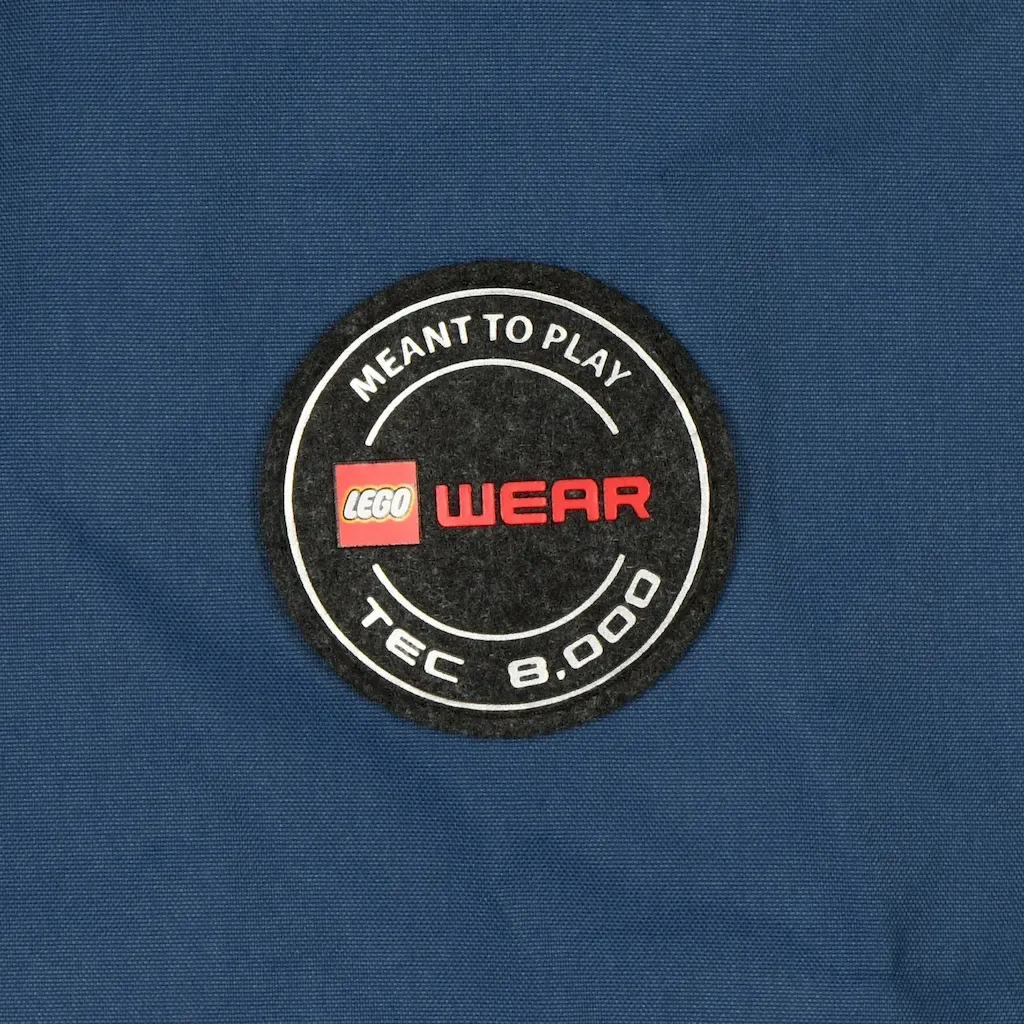 MEANT TO PLAY
LEGO WEAR
TEC 8,000